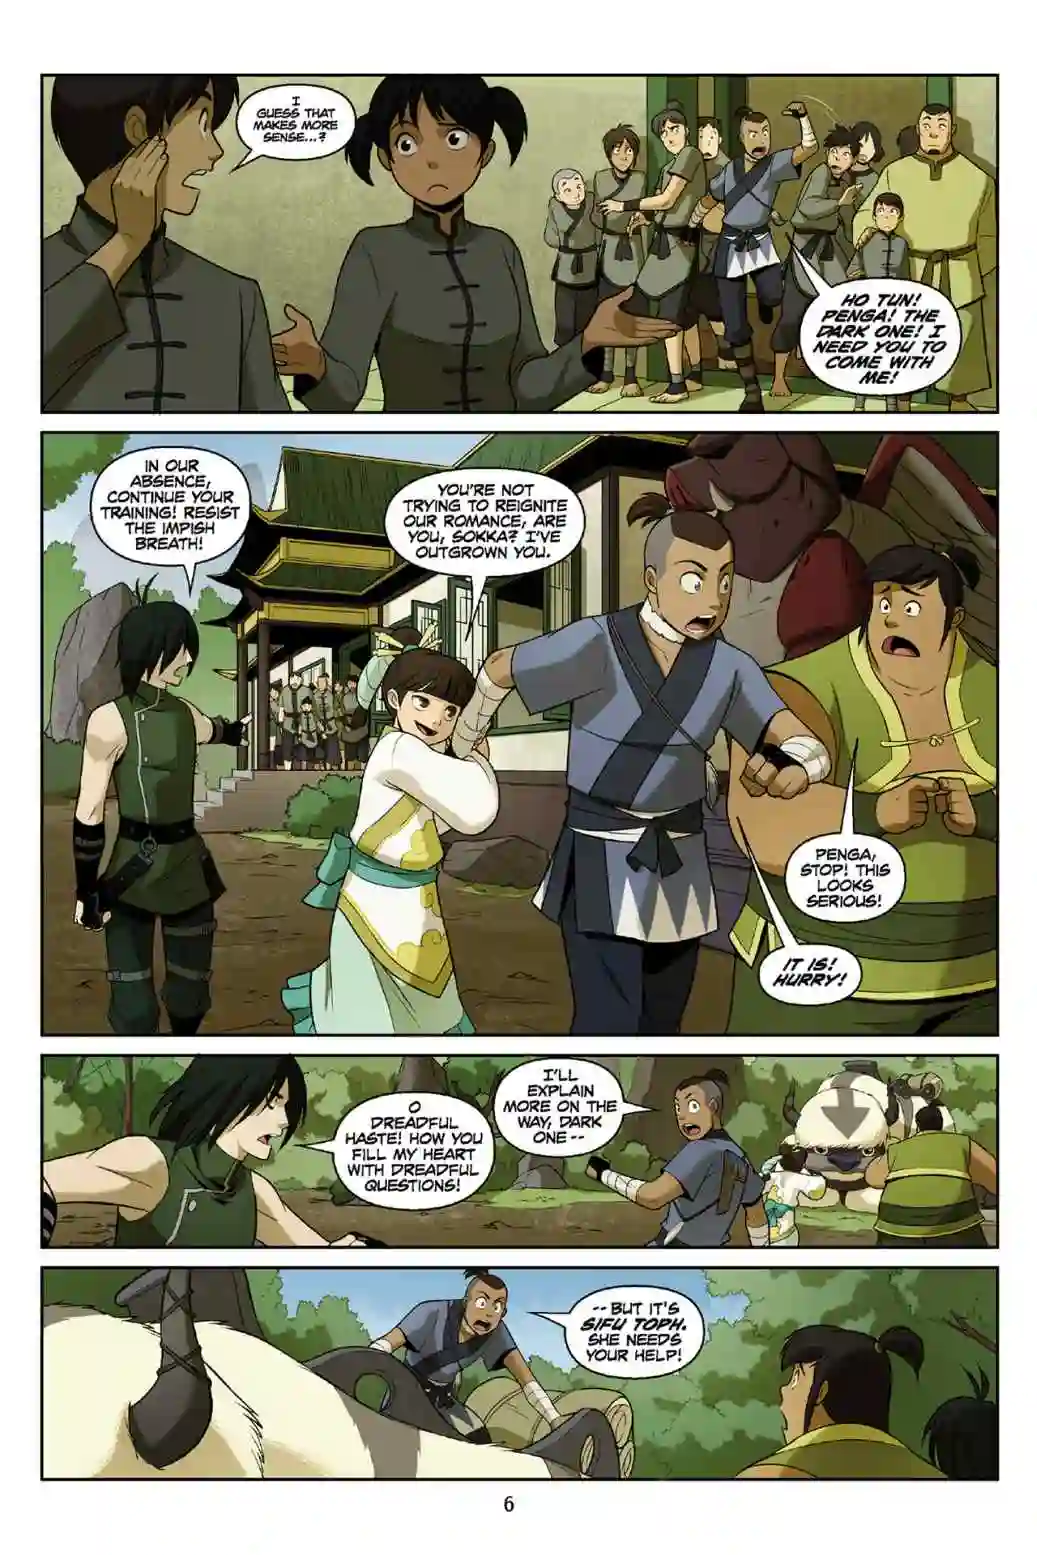 I
GUESS THAT
MAKES MORE
SENSE...?
HO TUN!
PENGA! THE
DARK ONE! I
NEED YOU TO
COME WITH
ME!
IN OUR
ABSENCE,
CONTINUE YOUR
TRAINING! RESIST
THE IMPISH
BREATH!
YOU'RE NOT
TRYING TO REIGNITE
OUR ROMANCE, ARE
YOU, SOKKA? I'VE
OUTGROWN YOU.
PENGA,
STOP! THIS
LOOKS
SERIOUS!
IT IS!
HURRY!
O
DREADFUL
HASTE! HOW YOU
FILL MY HEART
WITH DREADFUL
QUESTIONS!
I'LL
EXPLAIN
MORE ON THE
WAY, DARK
ONE --
-- BUT IT'S
SIFU TOPH.
SHE NEEDS
YOUR HELP!
6